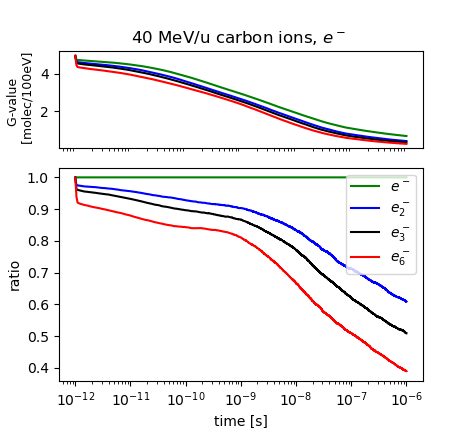 40 MeV/u carbon ions, e⁻
G-value
[molec/100eV]
4
2
ratio
1.0
0.9
0.8
0.7
0.6
0.5
0.4
e⁻
e₂⁻
e₃⁻
e₆⁻
10⁻¹² 10⁻¹¹ 10⁻¹⁰ 10⁻⁹ 10⁻⁸ 10⁻⁷ 10⁻⁶
time [s]